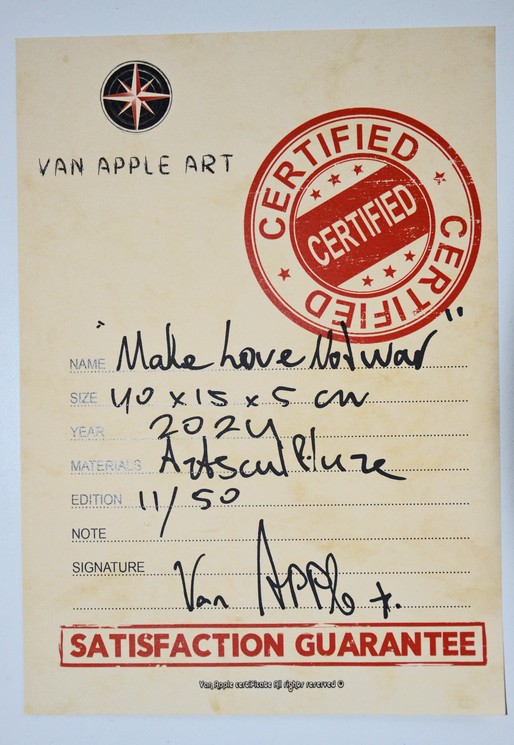 VAN APPLE ART
CERTIFIED
CERTIFIED
CERTIFIED
CERTIFIED
NAME "Make Love Not war"
SIZE 40 x 15 x 5 cm
YEAR 2024
MATERIALS Artsculpture
EDITION 11/50
NOTE
SIGNATURE Van Apple
SATISFACTION GUARANTEE
Van Apple certificate All rights reserved ©